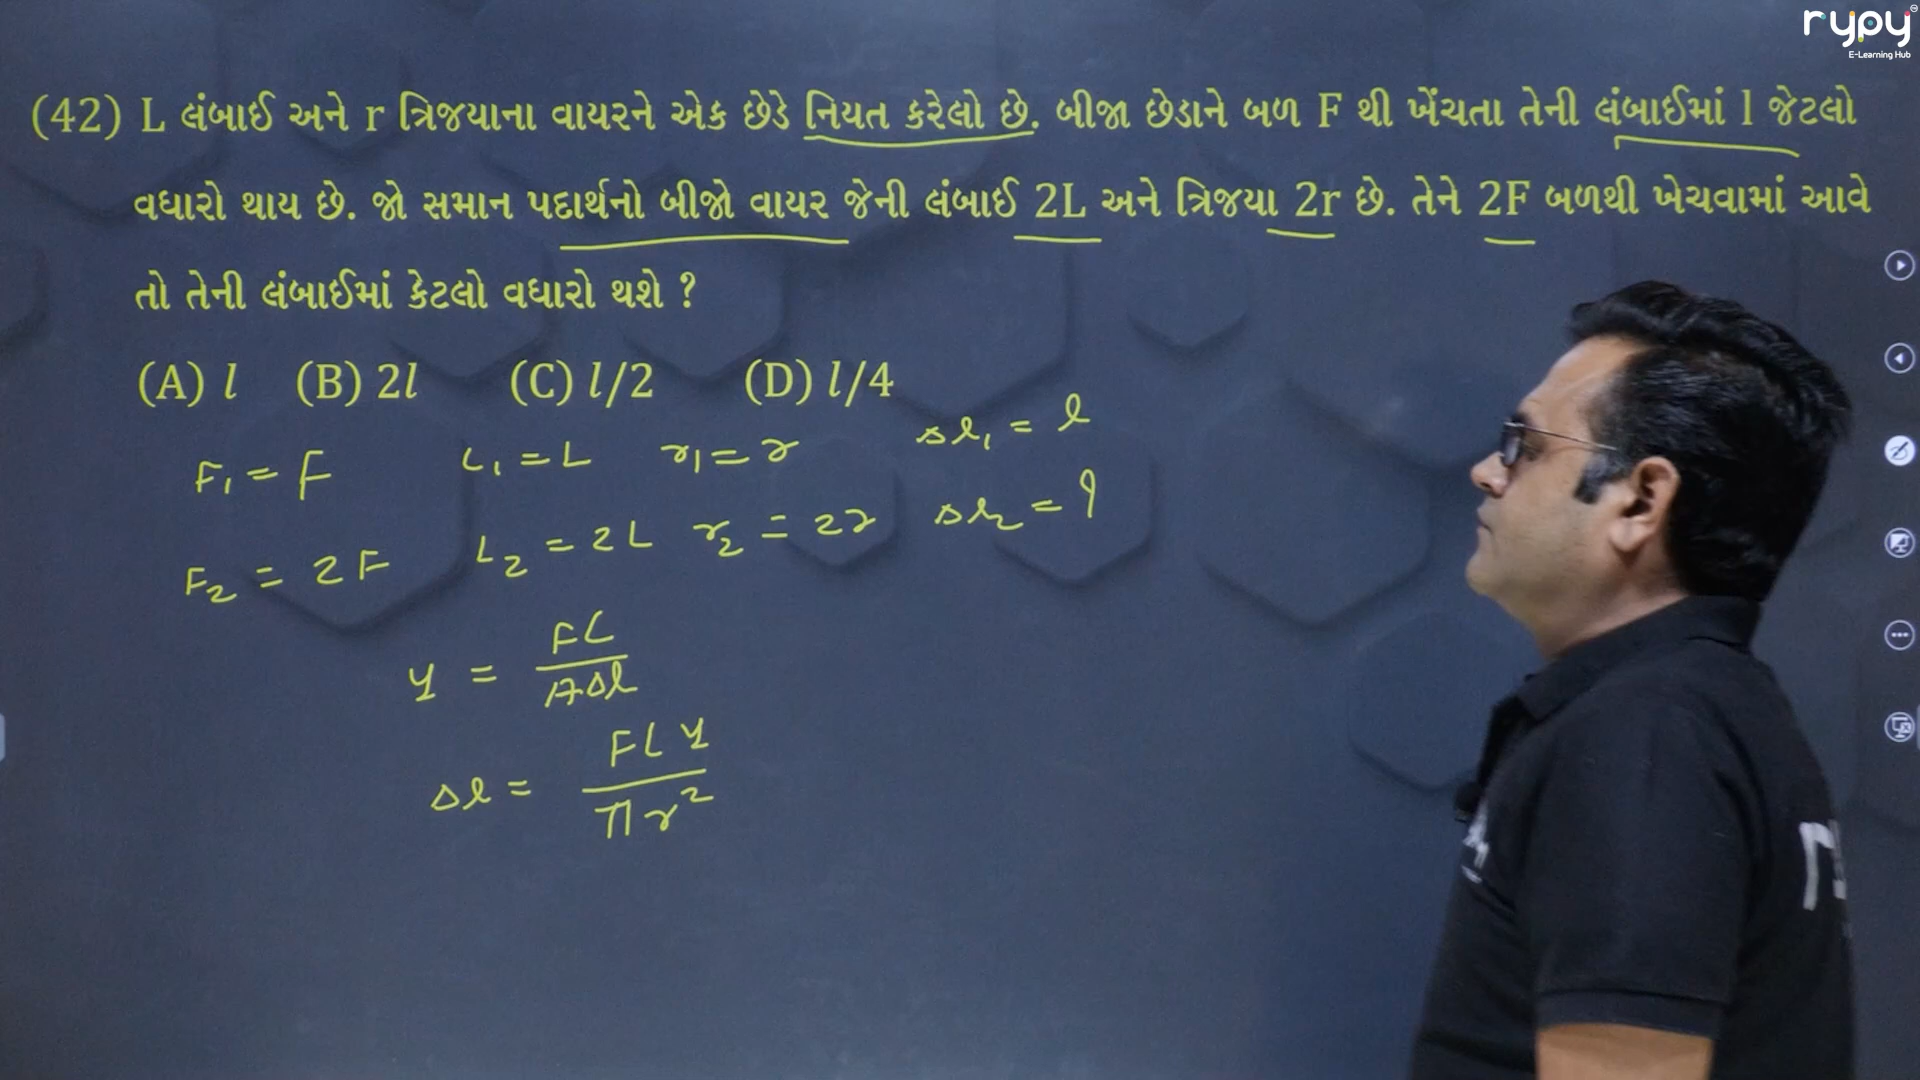 rypy
E-Learning Hub
(42) L લંબાઈ અને r ત્રિજયાના વાયરને એક છેડે નિયત કરેલો છે. બીજા છેડાને બળ F થી ખેંચતા તેની લંબાઈમાં l જેટલો
વધારો થાય છે. જો સમાન પદાર્થનો બીજો વાયર જેની લંબાઈ 2L અને ત્રિજયા 2r છે. તેને 2F બળથી ખેચવામાં આવે
તો તેની લંબાઈમાં કેટલો વધારો થશે ?
(A) l (B) 2l (C) l/2 (D) l/4
F₁ = F L₁ = L r₁ = r Δl₁ = l
F₂ = 2F L₂ = 2L r₂ = 2r Δl₂ = ?
y = FL / AΔl
Δl = FLy / πr²